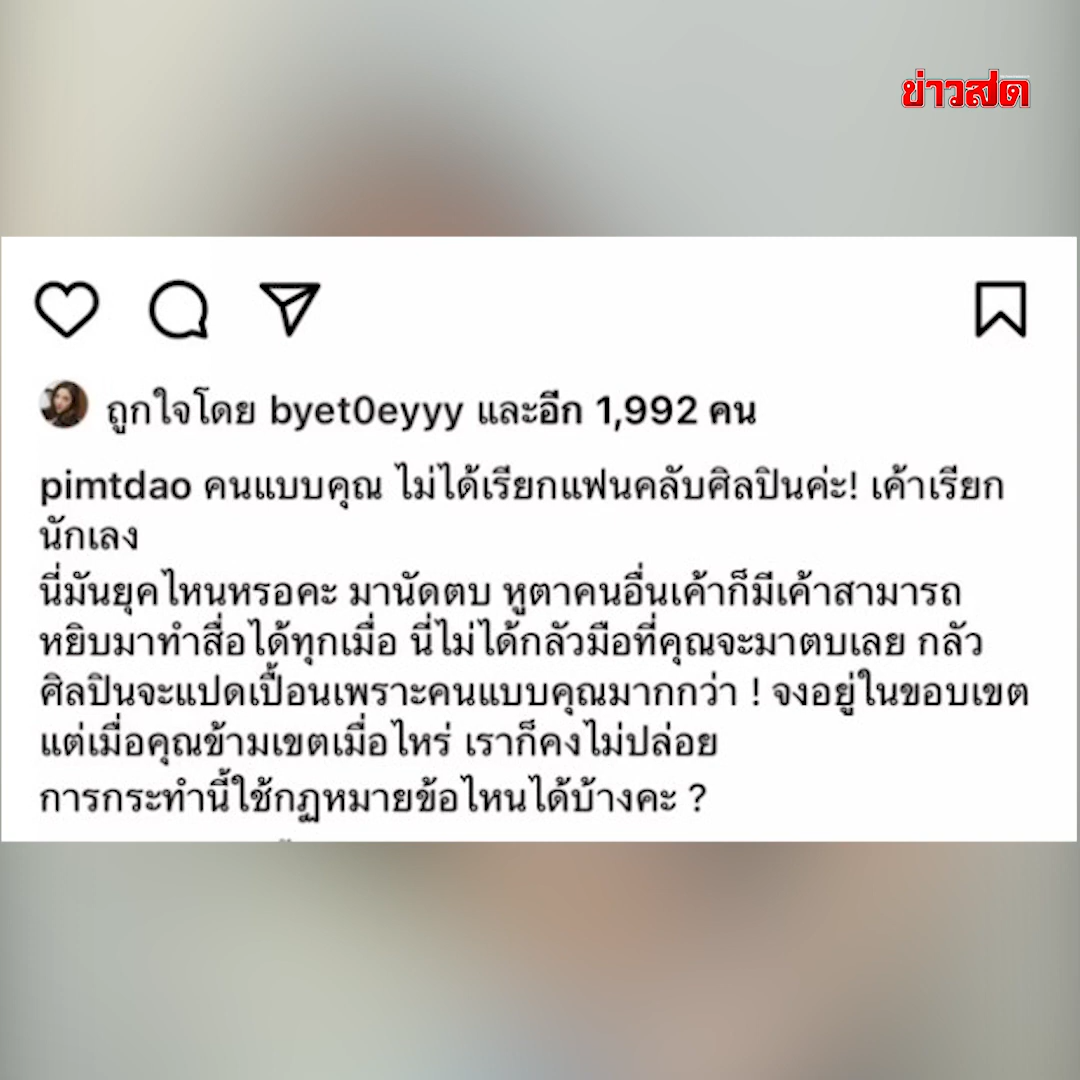 ข่าวสด
ถูกใจโดย byet0eyyy และอีก 1,992 คน
pimtdao คนแบบคุณ ไม่ได้เรียกแฟนคลับศิลปินค่ะ! เค้าเรียก
นักเลง
นี่มันยุคไหนหรอคะ มานัดตบ หูตาคนอื่นเค้าก็มีเค้าสามารถ
หยิบมาทำสื่อได้ทุกเมื่อ นี่ไม่ได้กลัวมือที่คุณจะมาตบเลย กลัว
ศิลปินจะแปดเปื้อนเพราะคนแบบคุณมากกว่า ! จงอยู่ในขอบเขต
แต่เมื่อคุณข้ามเขตเมื่อไหร่ เราก็คงไม่ปล่อย
การกระทำนี้ใช้กฏหมายข้อไหนได้บ้างคะ ?